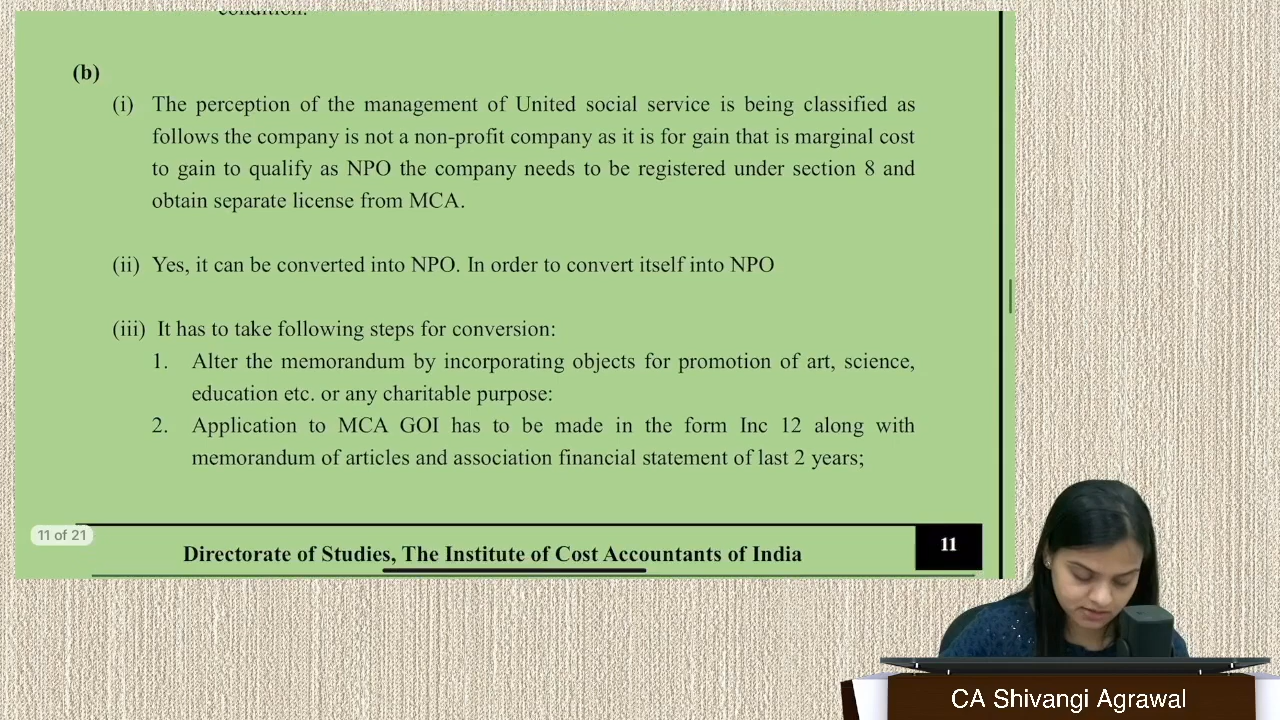 condition.
(b)
(i) The perception of the management of United social service is being classified as
follows the company is not a non-profit company as it is for gain that is marginal cost
to gain to qualify as NPO the company needs to be registered under section 8 and
obtain separate license from MCA.
(ii) Yes, it can be converted into NPO. In order to convert itself into NPO
(iii) It has to take following steps for conversion:
1. Alter the memorandum by incorporating objects for promotion of art, science,
education etc. or any charitable purpose:
2. Application to MCA GOI has to be made in the form Inc 12 along with
memorandum of articles and association financial statement of last 2 years;
11 of 21
Directorate of Studies, The Institute of Cost Accountants of India
11
CA Shivangi Agrawal